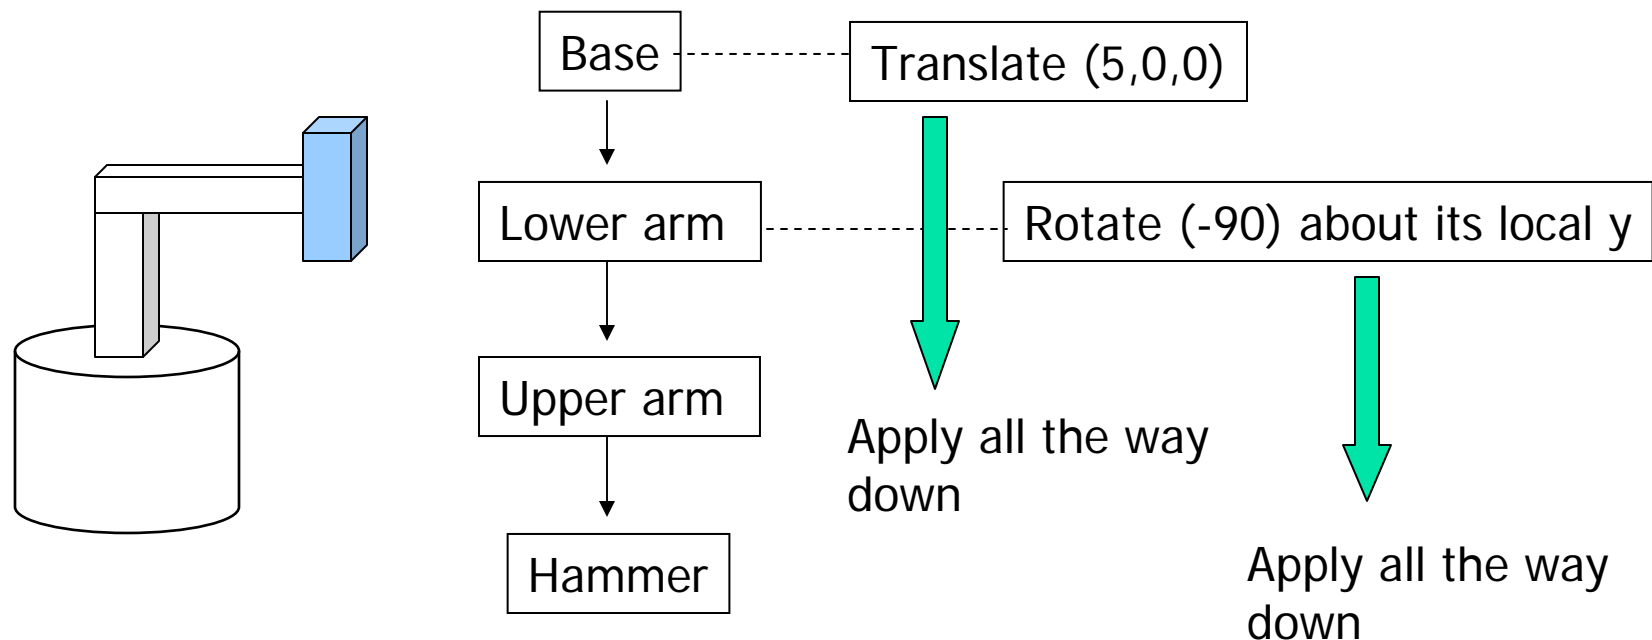 Base
Translate (5,0,0)
Lower arm
Rotate (-90) about its local y
Upper arm
Apply all the way
down
Hammer
Apply all the way
down